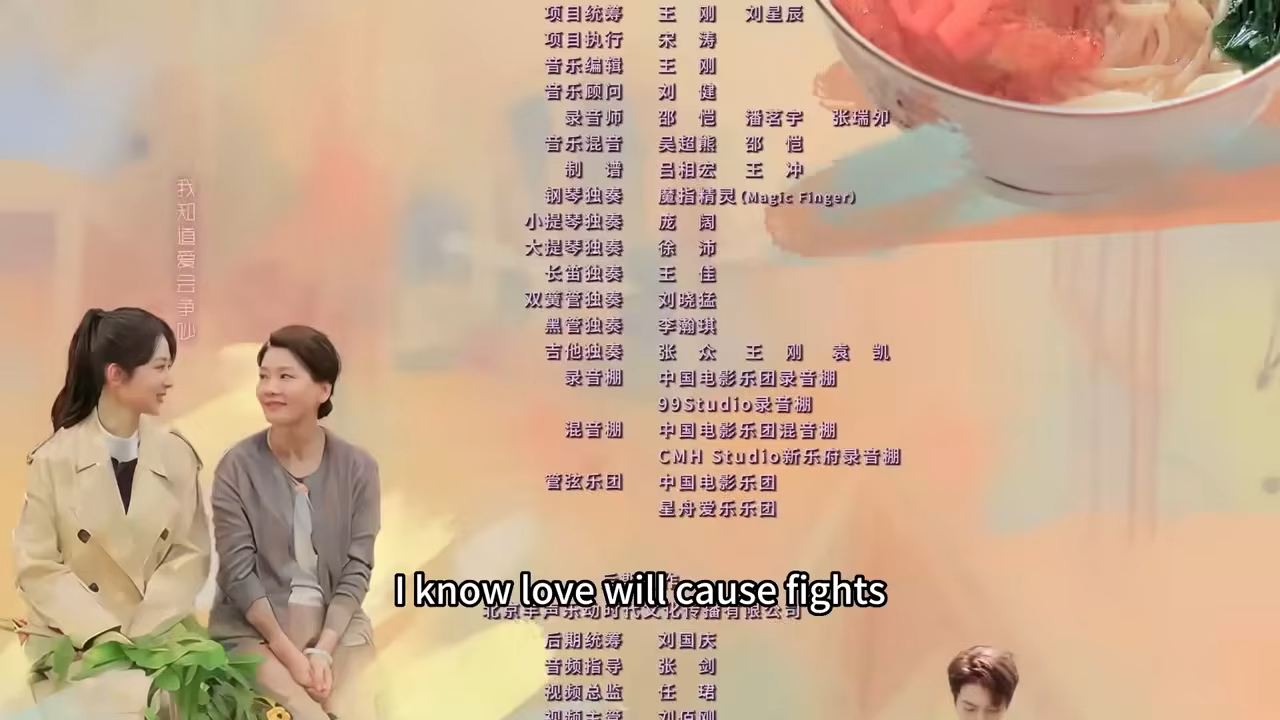 项目统筹 王 刚 刘星辰
项目执行 宋 涛
音乐编辑 王 刚
音乐顾问 刘 健
录音师 邵 恺 潘茗宇 张瑞夘
音乐混音 吴超熊 邵 恺
制 谱 吕相宏 王 冲
钢琴独奏 魔指精灵(Magic Finger)
小提琴独奏 庞 阔
大提琴独奏 徐 沛
长笛独奏 王 佳
双簧管独奏 刘晓猛
黑管独奏 李瀚琪
吉他独奏 张 众 王 刚 袁 凯
录音棚 中国电影乐团录音棚
99Studio录音棚
混音棚 中国电影乐团混音棚
CMH Studio新乐府录音棚
管弦乐团 中国电影乐团
星舟爱乐乐团
我知道爱会争吵
I know love will cause fights
后期统筹 刘国庆
音频指导 张 剑
视频总监 任 珺
视频主管